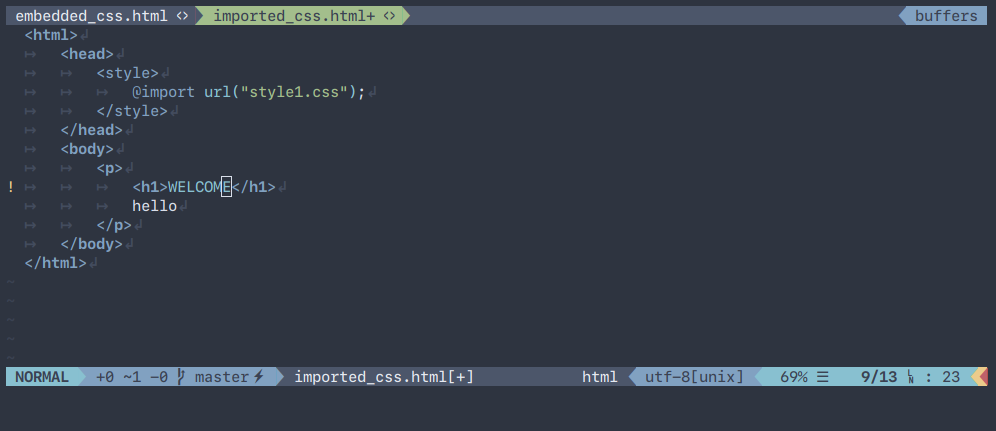 embedded_css.html <> imported_css.html+ <> buffers
<html>
<head>
<style>
@import url("style1.css");
</style>
</head>
<body>
<p>
! <h1>WELCOME</h1>
hello
</p>
</body>
</html>
~
~
~
~
~
NORMAL +0 ~1 -0 master⚡ imported_css.html[+] html utf-8[unix] 69% ☰ 9/13 LN : 23